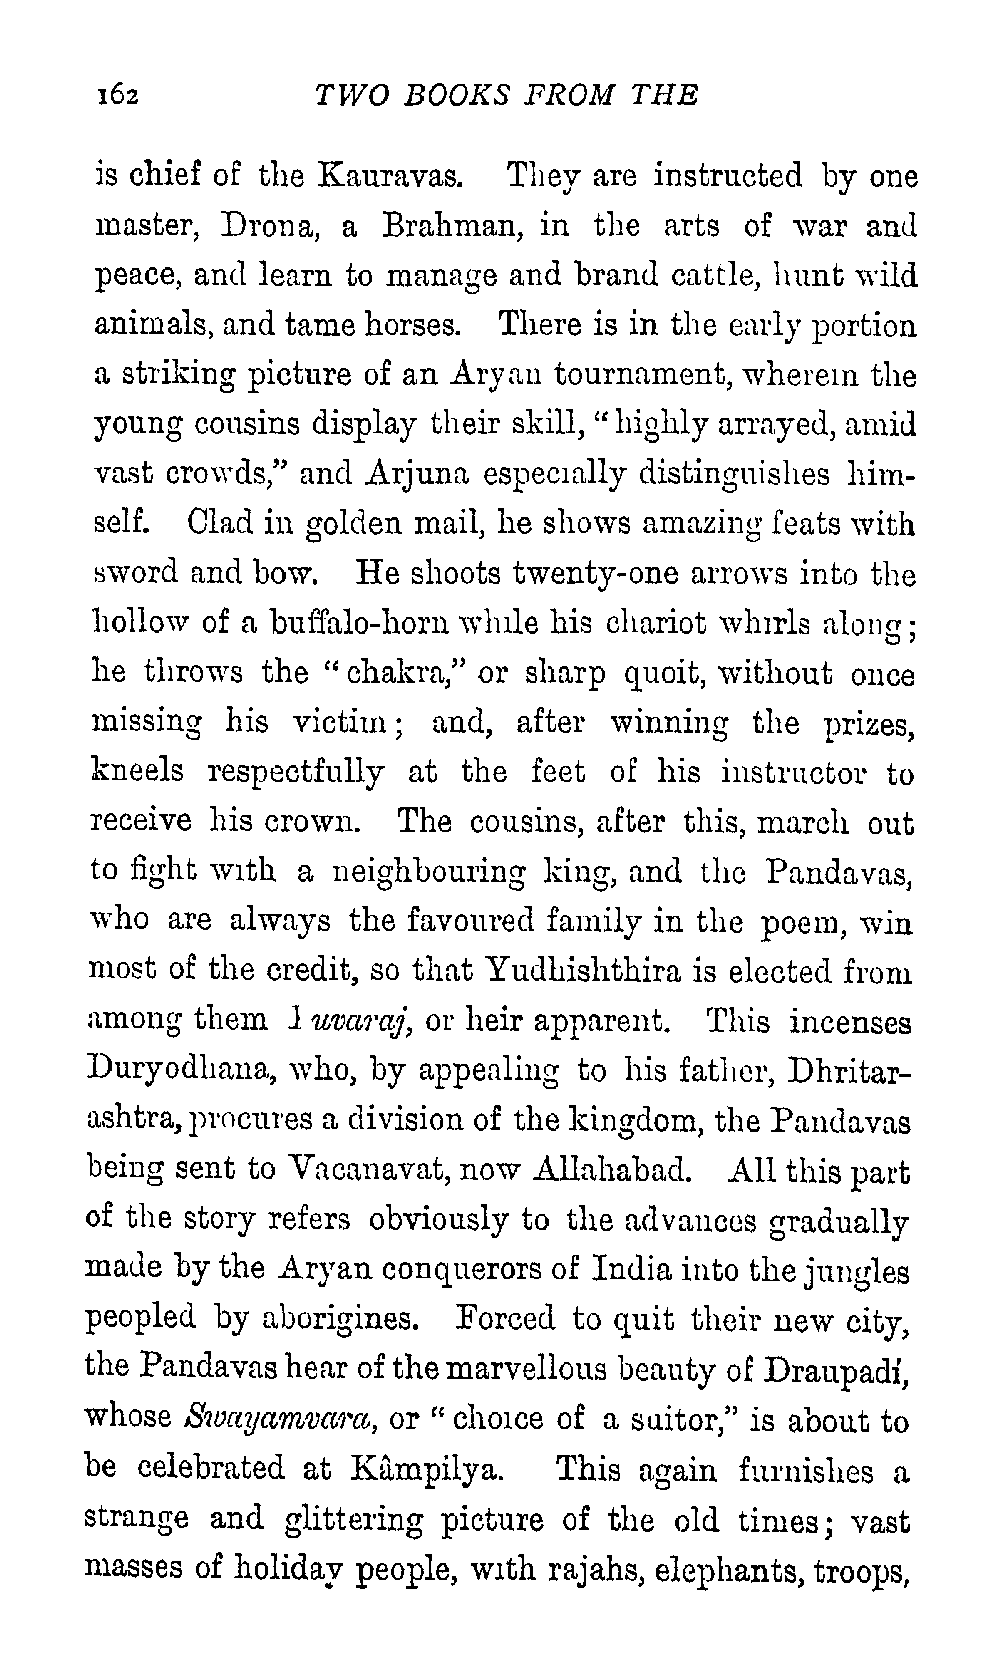 162 TWO BOOKS FROM THE
is chief of the Kauravas. They are instructed by one
master, Drona, a Brahman, in the arts of war and
peace, and learn to manage and brand cattle, hunt wild
animals, and tame horses. There is in the early portion
a striking picture of an Aryan tournament, wherein the
young cousins display their skill, “highly arrayed, amid
vast crowds,” and Arjuna especially distinguishes him-
self. Clad in golden mail, he shows amazing feats with
sword and bow. He shoots twenty-one arrows into the
hollow of a buffalo-horn while his chariot whirls along;
he throws the “chakra,” or sharp quoit, without once
missing his victim; and, after winning the prizes,
kneels respectfully at the feet of his instructor to
receive his crown. The cousins, after this, march out
to fight with a neighbouring king, and the Pandavas,
who are always the favoured family in the poem, win
most of the credit, so that Yudhishthira is elected from
among them Yuvaraj, or heir apparent. This incenses
Duryodhana, who, by appealing to his father, Dhritar-
ashtra, procures a division of the kingdom, the Pandavas
being sent to Vacanavat, now Allahabad. All this part
of the story refers obviously to the advances gradually
made by the Aryan conquerors of India into the jungles
peopled by aborigines. Forced to quit their new city,
the Pandavas hear of the marvellous beauty of Draupadí,
whose Swayamvara, or “choice of a suitor,” is about to
be celebrated at Kâmpilya. This again furnishes a
strange and glittering picture of the old times; vast
masses of holiday people, with rajahs, elephants, troops,